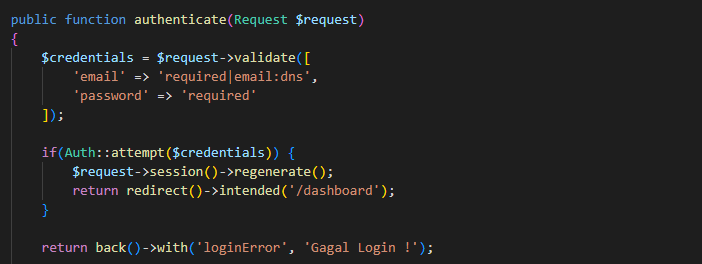 public function authenticate(Request $request)
{
    $credentials = $request->validate([
        'email' => 'required|email:dns',
        'password' => 'required'
    ]);

    if(Auth::attempt($credentials)) {
        $request->session()->regenerate();
        return redirect()->intended('/dashboard');
    }

    return back()->with('loginError', 'Gagal Login !');